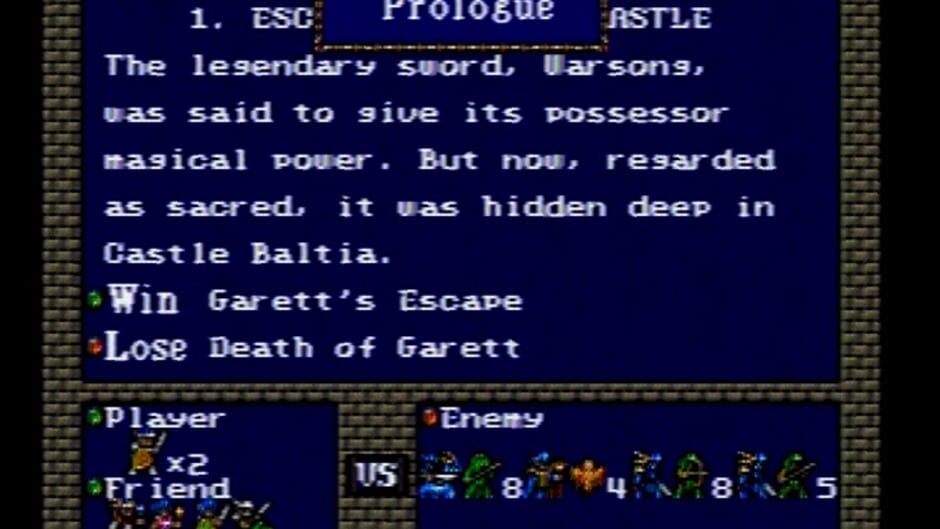 Prologue
1. ESC ASTLE
The legendary sword, Warsong,
was said to give its possessor
magical power. But now, regarded
as sacred, it was hidden deep in
Castle Baltia.
Win Garett's Escape
Lose Death of Garett
Player
x2
Friend
VS
Enemy
8 4 8 5